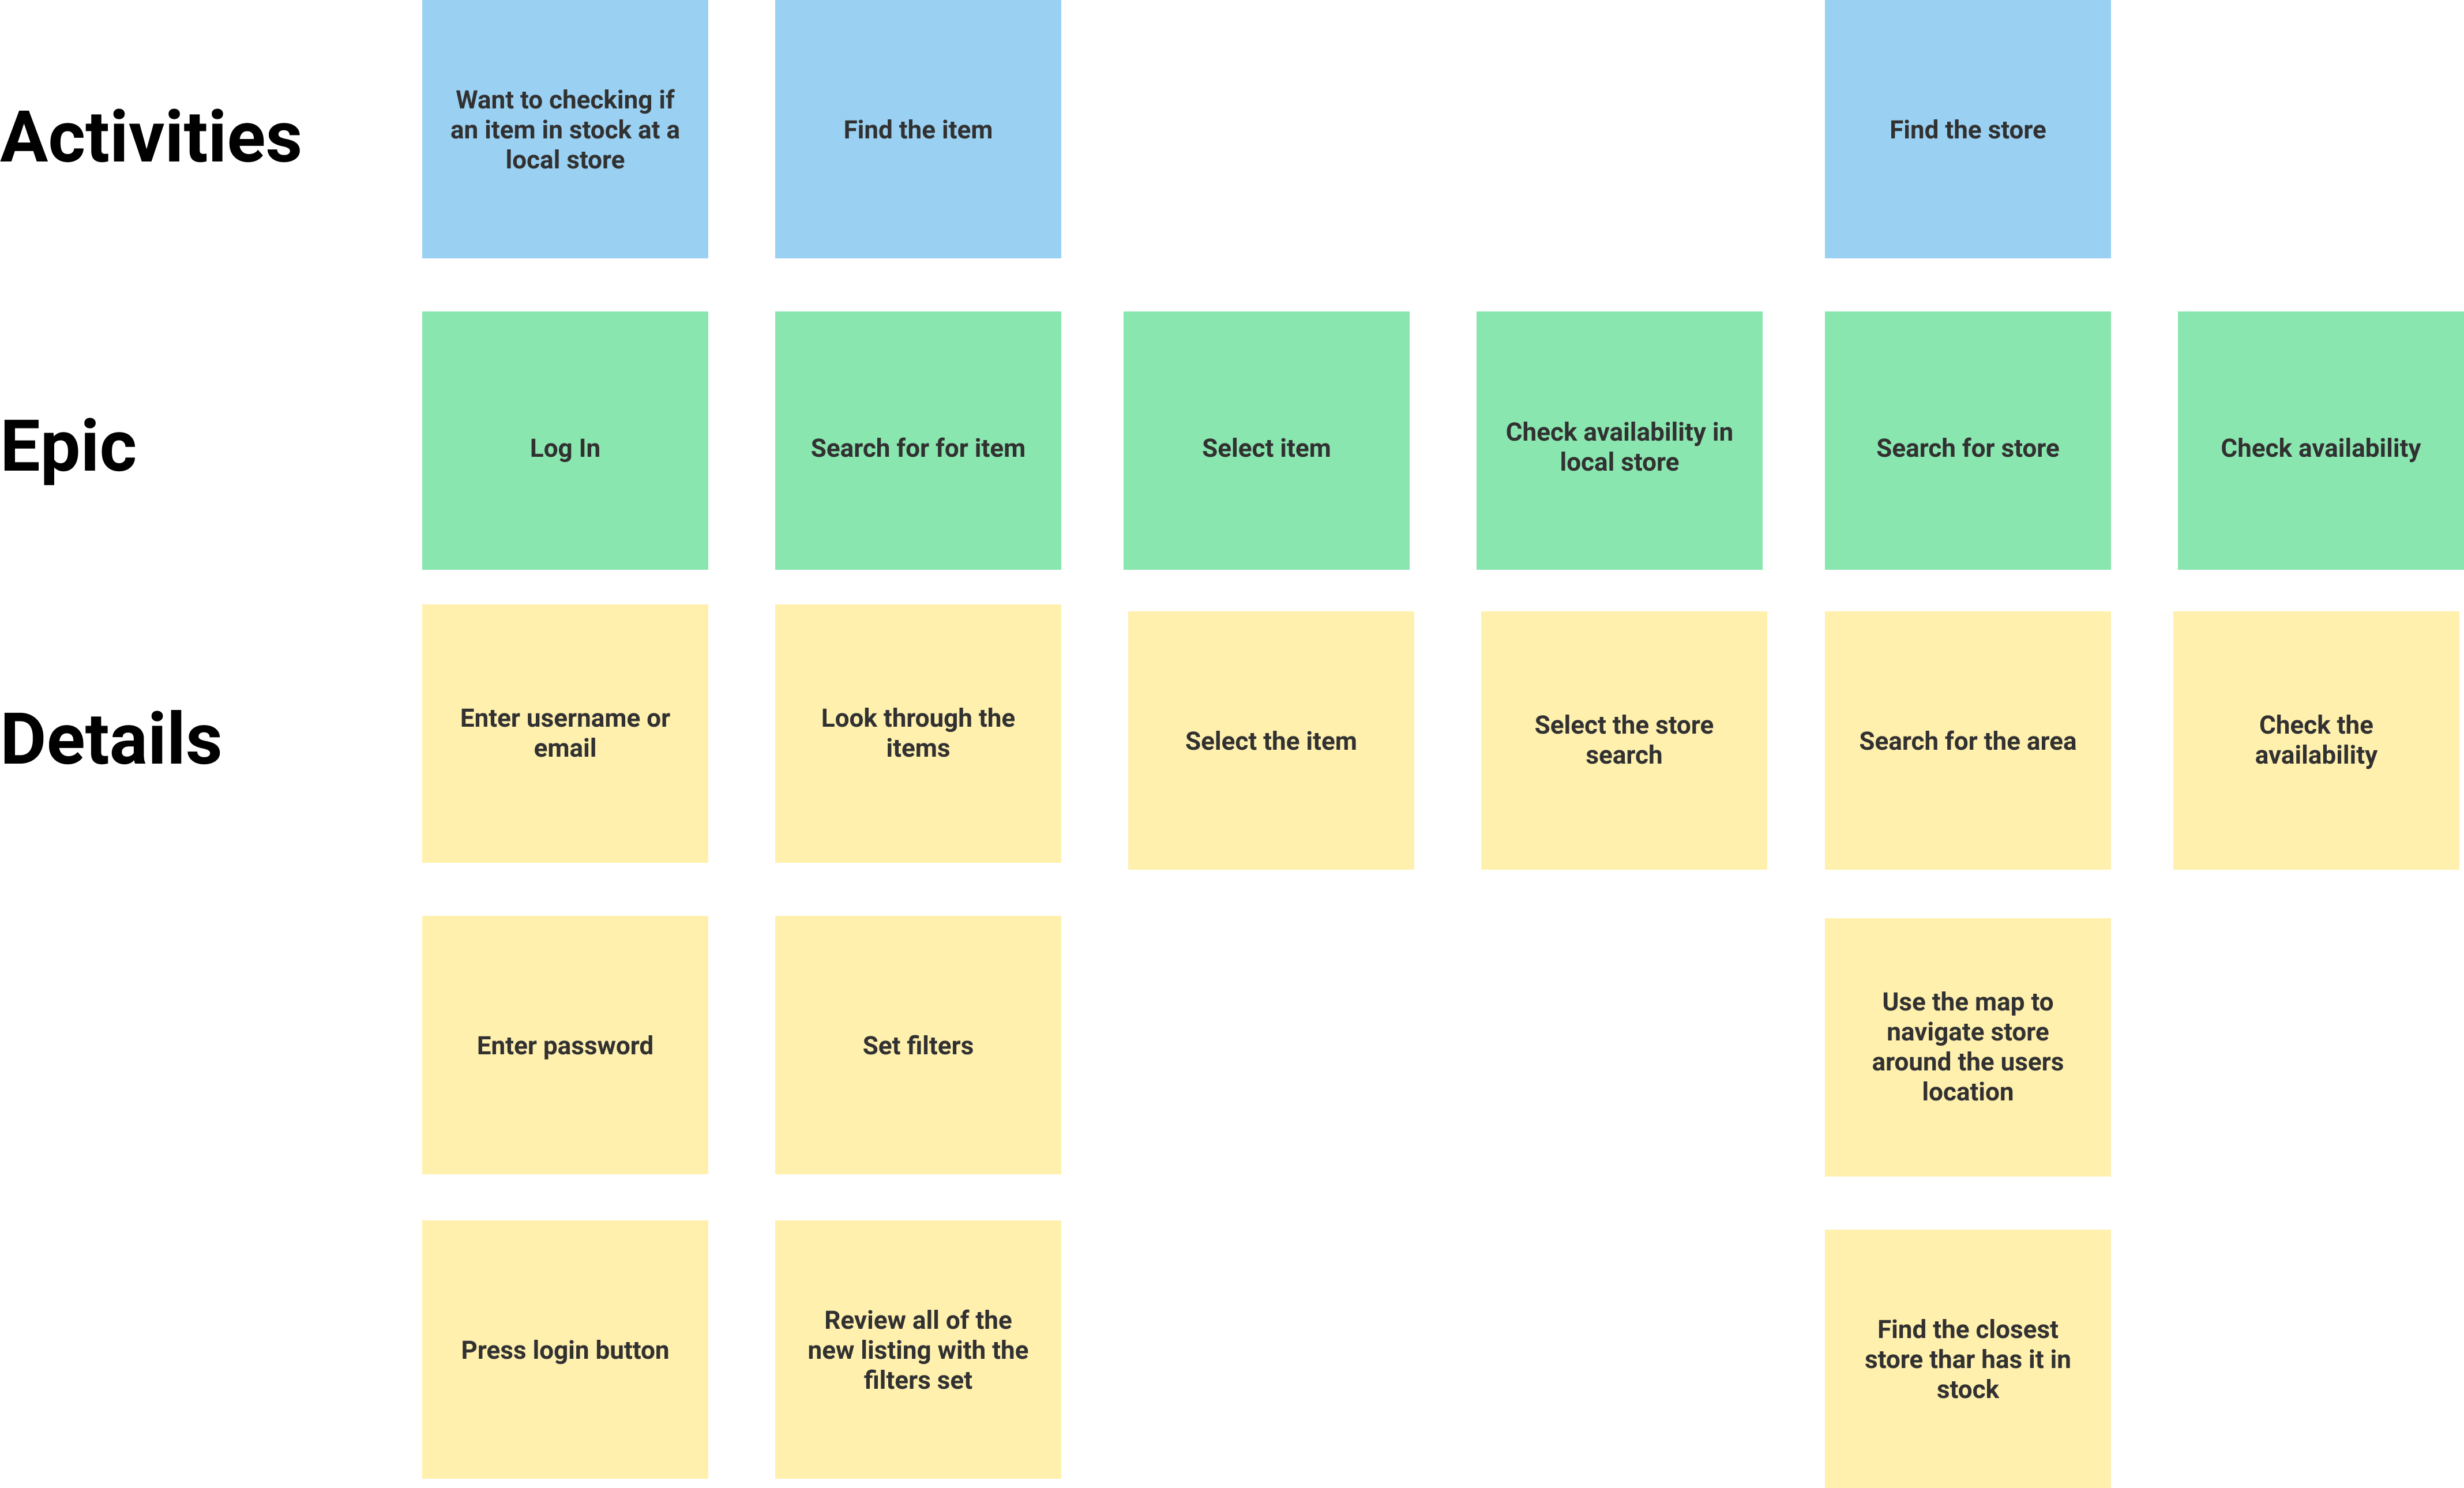 Activities
Want to checking if
an item in stock at a
local store
Find the item
Find the store
Epic
Log In
Search for for item
Select item
Check availability in
local store
Search for store
Check availability
Details
Enter username or
email
Look through the
items
Select the item
Select the store
search
Search for the area
Check the
availability
Enter password
Set filters
Use the map to
navigate store
around the users
location
Press login button
Review all of the
new listing with the
filters set
Find the closest
store thar has it in
stock